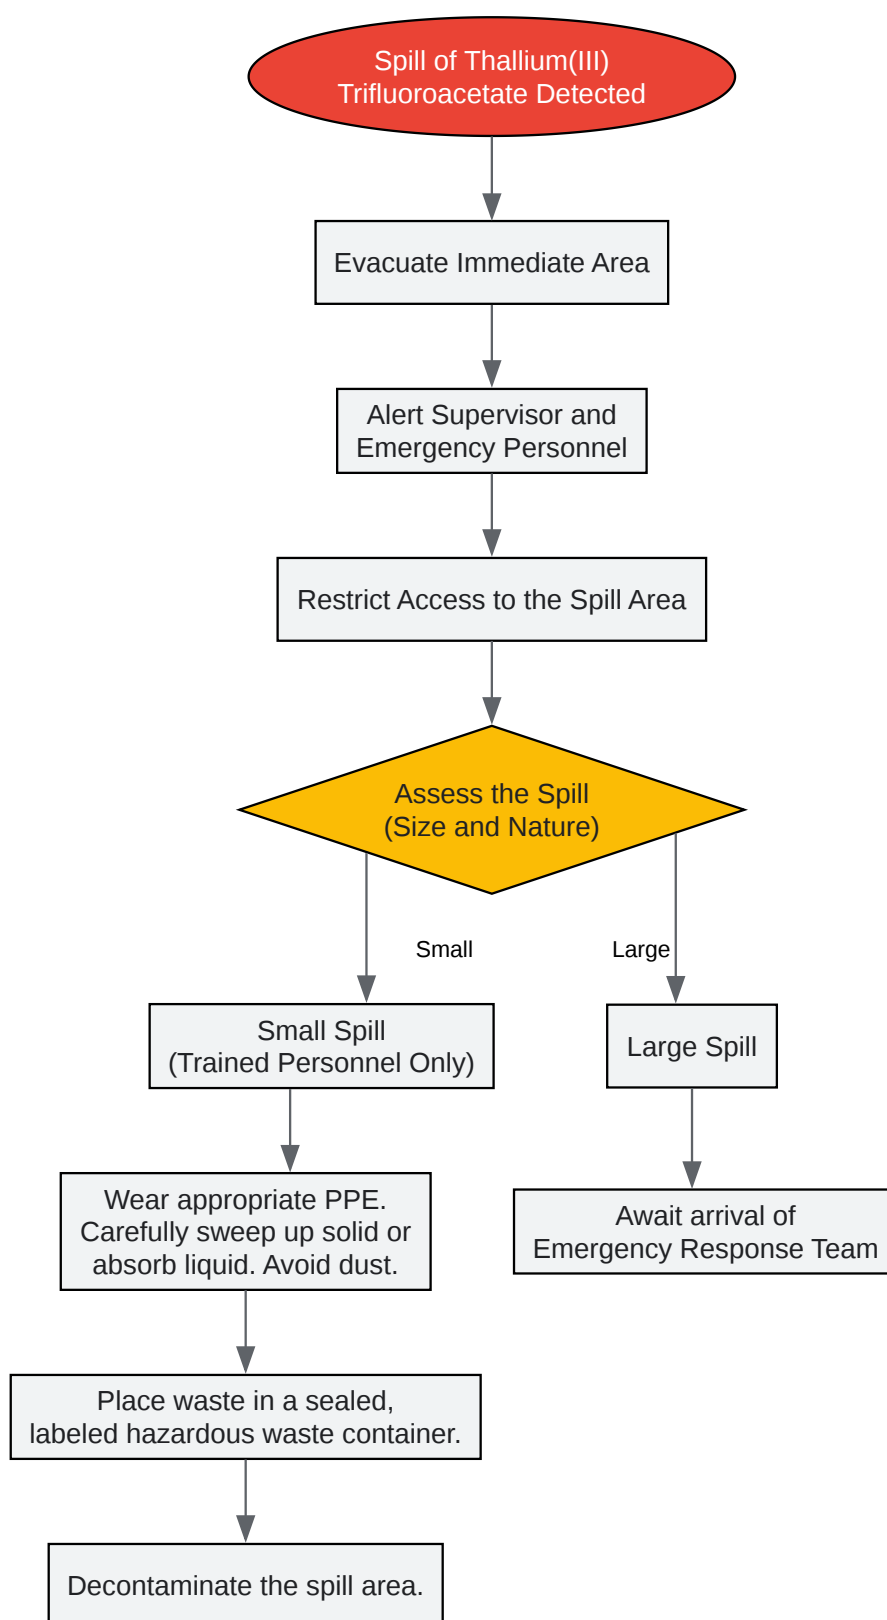 Spill of Thallium(III)
Trifluoroacetate Detected
Evacuate Immediate Area
Alert Supervisor and
Emergency Personnel
Restrict Access to the Spill Area
Assess the Spill
(Size and Nature)
Small
Large
Small Spill
(Trained Personnel Only)
Large Spill
Wear appropriate PPE.
Carefully sweep up solid or
absorb liquid. Avoid dust.
Await arrival of
Emergency Response Team
Place waste in a sealed,
labeled hazardous waste container.
Decontaminate the spill area.